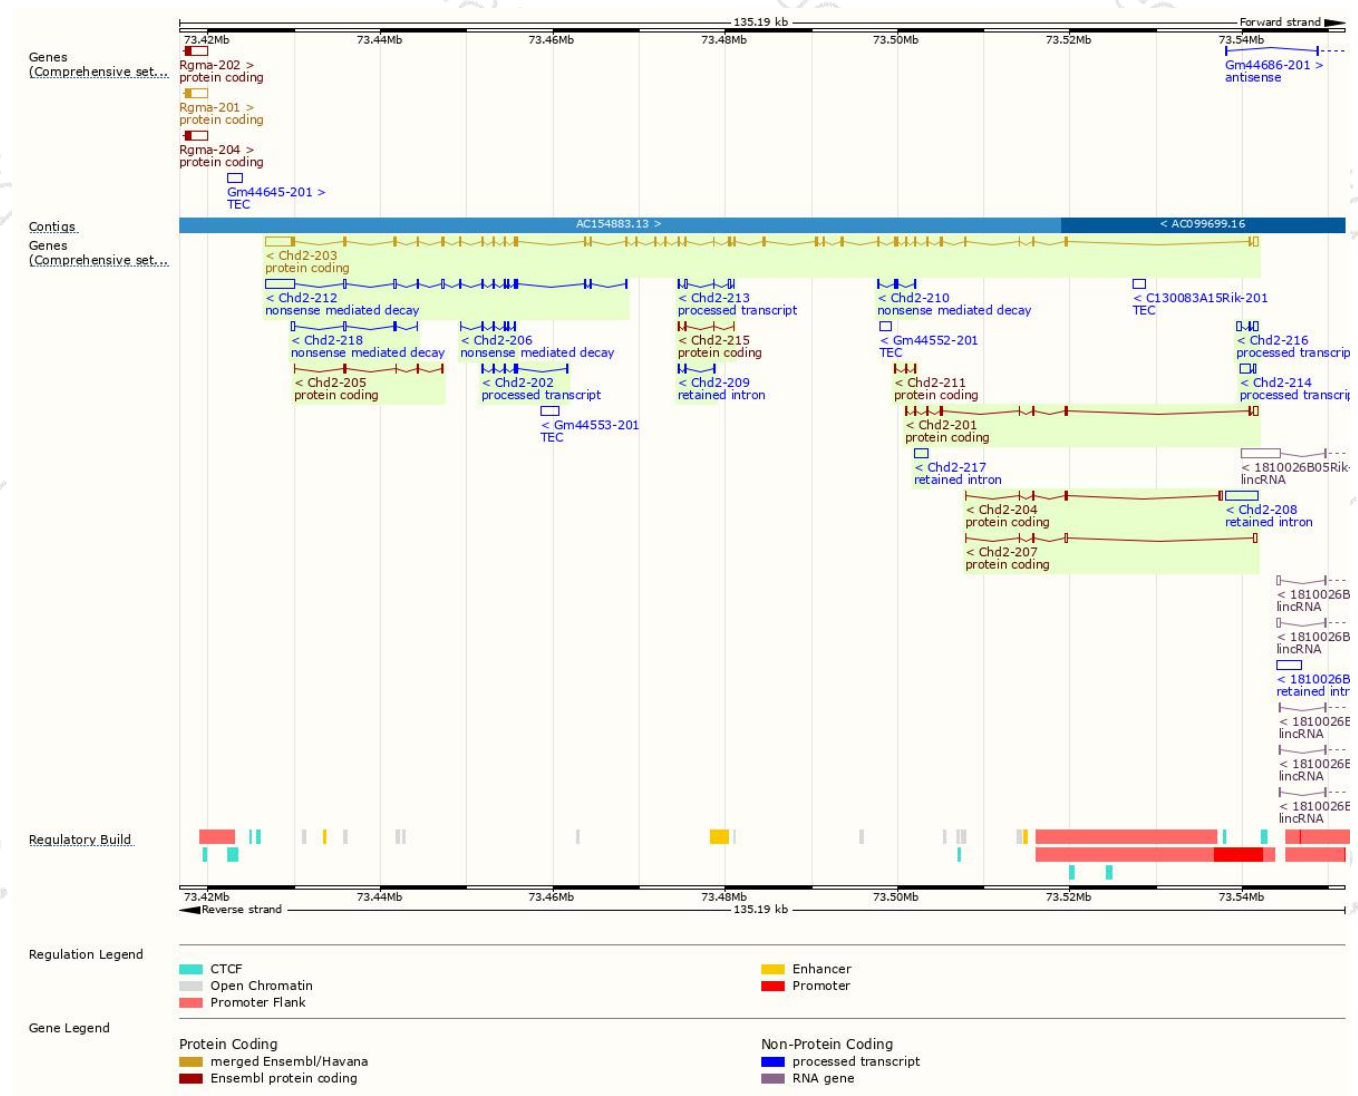 135.19 kb
Forward strand
73.42Mb 73.44Mb 73.46Mb 73.48Mb 73.50Mb 73.52Mb 73.54Mb
Genes
(Comprehensive set...
Rgma-202 >
protein coding
Gm44686-201 >
antisense
Rgma-201 >
protein coding
Rgma-204 >
protein coding
Gm44645-201 >
TEC
Contigs
AC154883.13 >
< AC099699.16
Genes
(Comprehensive set...
< Chd2-203
protein coding
< Chd2-212 < Chd2-213 < Chd2-210 < C130083A15Rik-201
nonsense mediated decay processed transcript nonsense mediated decay TEC
< Chd2-218 < Chd2-206 < Chd2-215 < Gm44552-201 < Chd2-216
nonsense mediated decay nonsense mediated decay protein coding TEC processed transcrip
< Chd2-205 < Chd2-202 < Chd2-209 < Chd2-211 < Chd2-214
protein coding processed transcript retained intron protein coding processed transcri
< Gm44553-201 < Chd2-201
TEC protein coding
< Chd2-217 < 1810026B05Rik-
retained intron lincRNA
< Chd2-204 < Chd2-208
protein coding retained intron
< Chd2-207
protein coding
< 1810026B
lincRNA
< 1810026B
lincRNA
< 1810026B
retained intr
< 1810026B
lincRNA
< 1810026B
lincRNA
< 1810026B
lincRNA
Regulatory Build
73.42Mb 73.44Mb 73.46Mb 73.48Mb 73.50Mb 73.52Mb 73.54Mb
Reverse strand
135.19 kb
Regulation Legend
CTCF Enhancer
Open Chromatin Promoter
Promoter Flank
Gene Legend
Protein Coding Non-Protein Coding
merged Ensembl/Havana processed transcript
Ensembl protein coding RNA gene